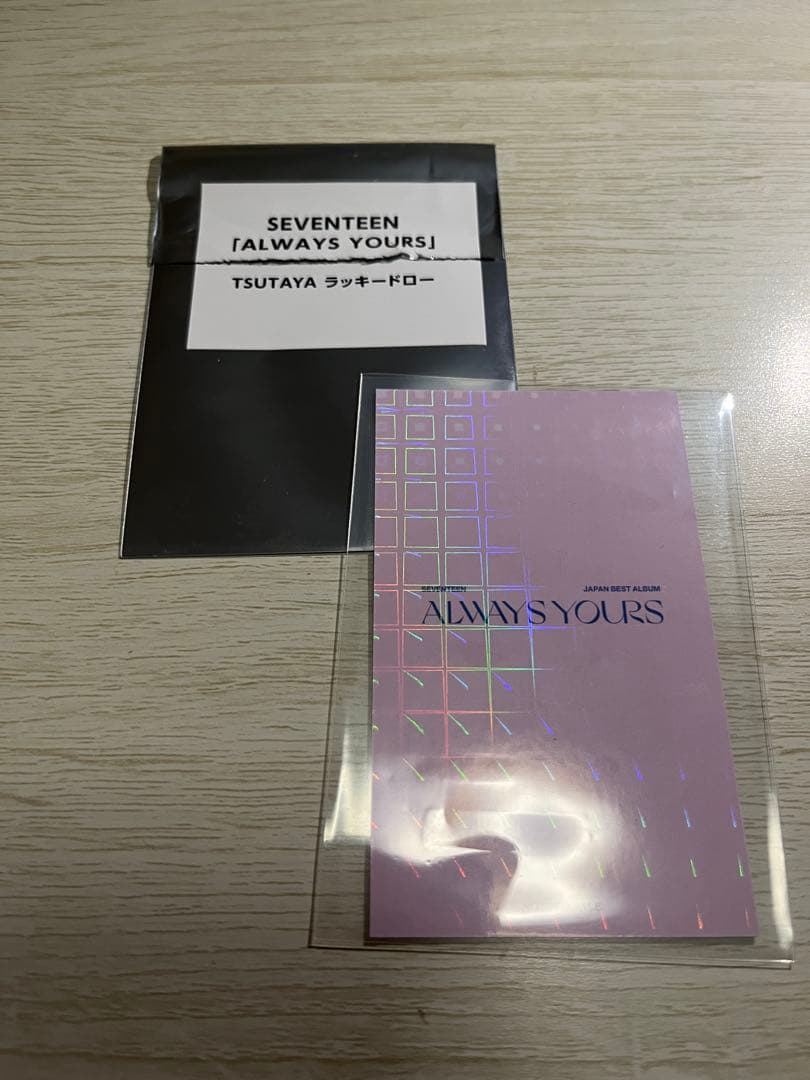 SEVENTEEN
「ALWAYS YOURS」
TSUTAYA ラッキードロー
SEVENTEEN JAPAN BEST ALBUM
ALWAYS YOURS